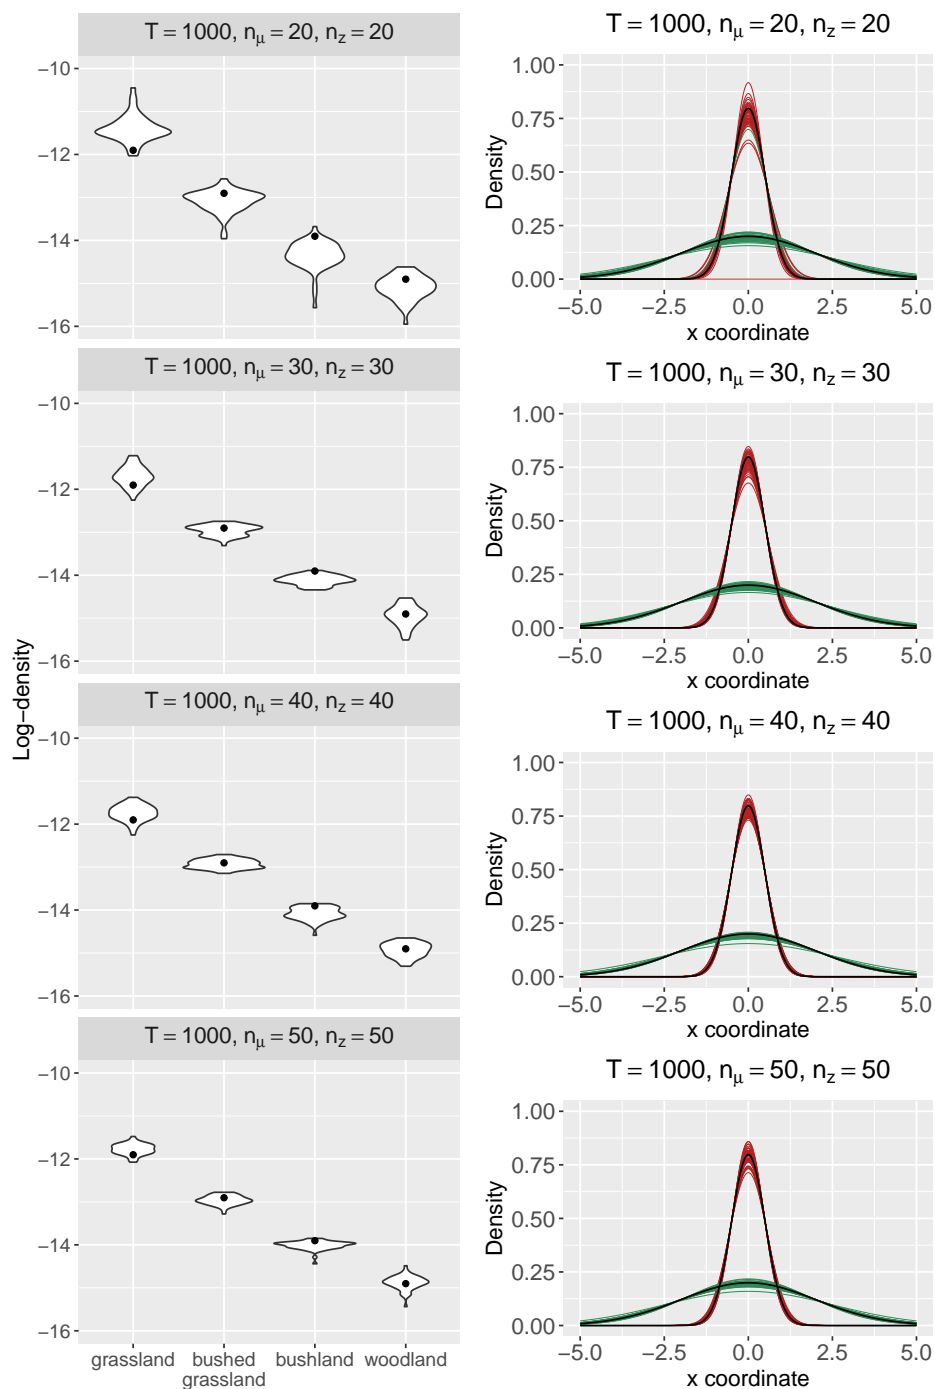 T = 1000, nμ = 20, nz = 20
−10
−12
−14
−16
T = 1000, nμ = 30, nz = 30
−10
−12
−14
−16
T = 1000, nμ = 40, nz = 40
−10
−12
−14
−16
T = 1000, nμ = 50, nz = 50
−10
−12
−14
−16
grassland bushed grassland bushland woodland
Log−density
T = 1000, nμ = 20, nz = 20
1.00
0.75
0.50
0.25
0.00
Density
−5.0 −2.5 0.0 2.5 5.0
x coordinate
T = 1000, nμ = 30, nz = 30
1.00
0.75
0.50
0.25
0.00
Density
−5.0 −2.5 0.0 2.5 5.0
x coordinate
T = 1000, nμ = 40, nz = 40
1.00
0.75
0.50
0.25
0.00
Density
−5.0 −2.5 0.0 2.5 5.0
x coordinate
T = 1000, nμ = 50, nz = 50
1.00
0.75
0.50
0.25
0.00
Density
−5.0 −2.5 0.0 2.5 5.0
x coordinate